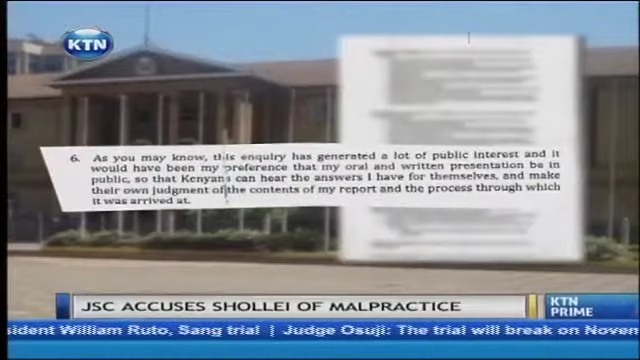 KTN
6. As you may know, this enquiry has generated a lot of public interest and it
would have been my preference that my oral and written presentation be in
public, so that Kenyans can hear the answers I have for themselves, and make
their own judgment of the contents of my report and the process through which
it was arrived at.
JSC ACCUSES SHOLLEI OF MALPRACTICE
KTN
PRIME
sident William Ruto, Sang trial | Judge Osuji: The trial will break on Novem